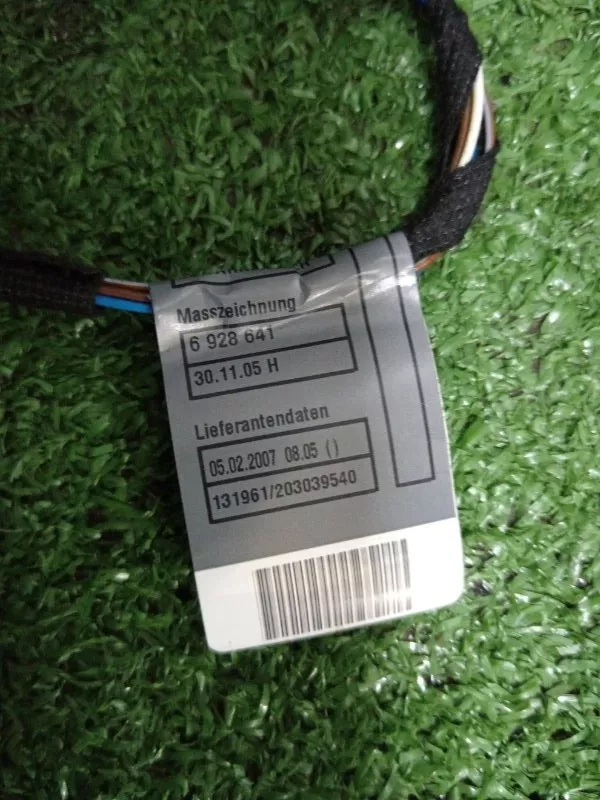 Masszeichnung
6 928 641
30.11.05 H
Lieferantendaten
05.02.2007 08.05 ()
131961/203039540